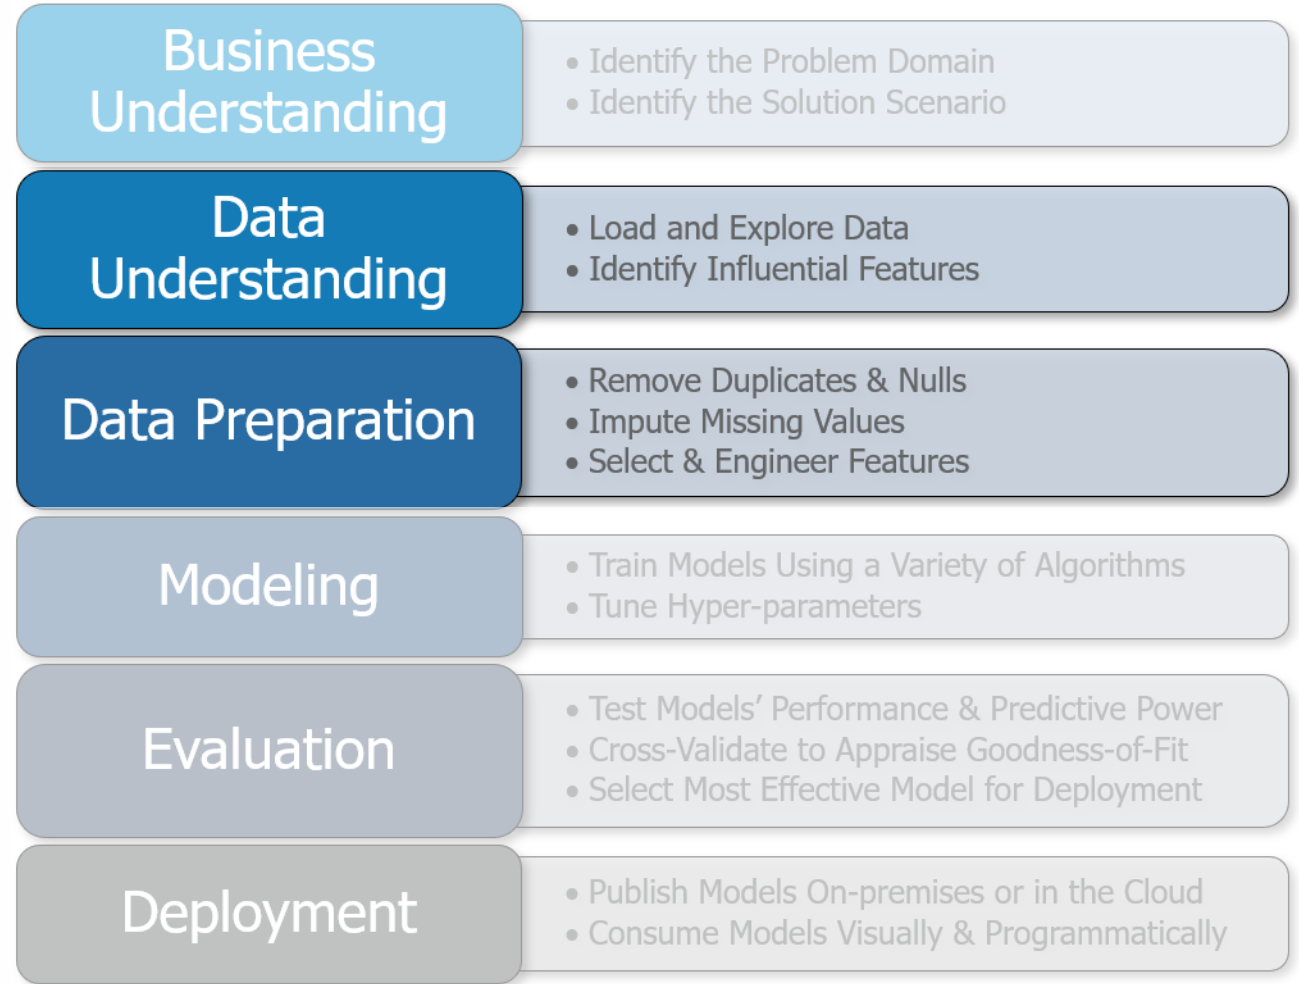 Business
Understanding
• Identify the Problem Domain
• Identify the Solution Scenario
Data
Understanding
• Load and Explore Data
• Identify Influential Features
Data Preparation
• Remove Duplicates & Nulls
• Impute Missing Values
• Select & Engineer Features
Modeling
• Train Models Using a Variety of Algorithms
• Tune Hyper-parameters
Evaluation
• Test Models’ Performance & Predictive Power
• Cross-Validate to Appraise Goodness-of-Fit
• Select Most Effective Model for Deployment
Deployment
• Publish Models On-premises or in the Cloud
• Consume Models Visually & Programmatically